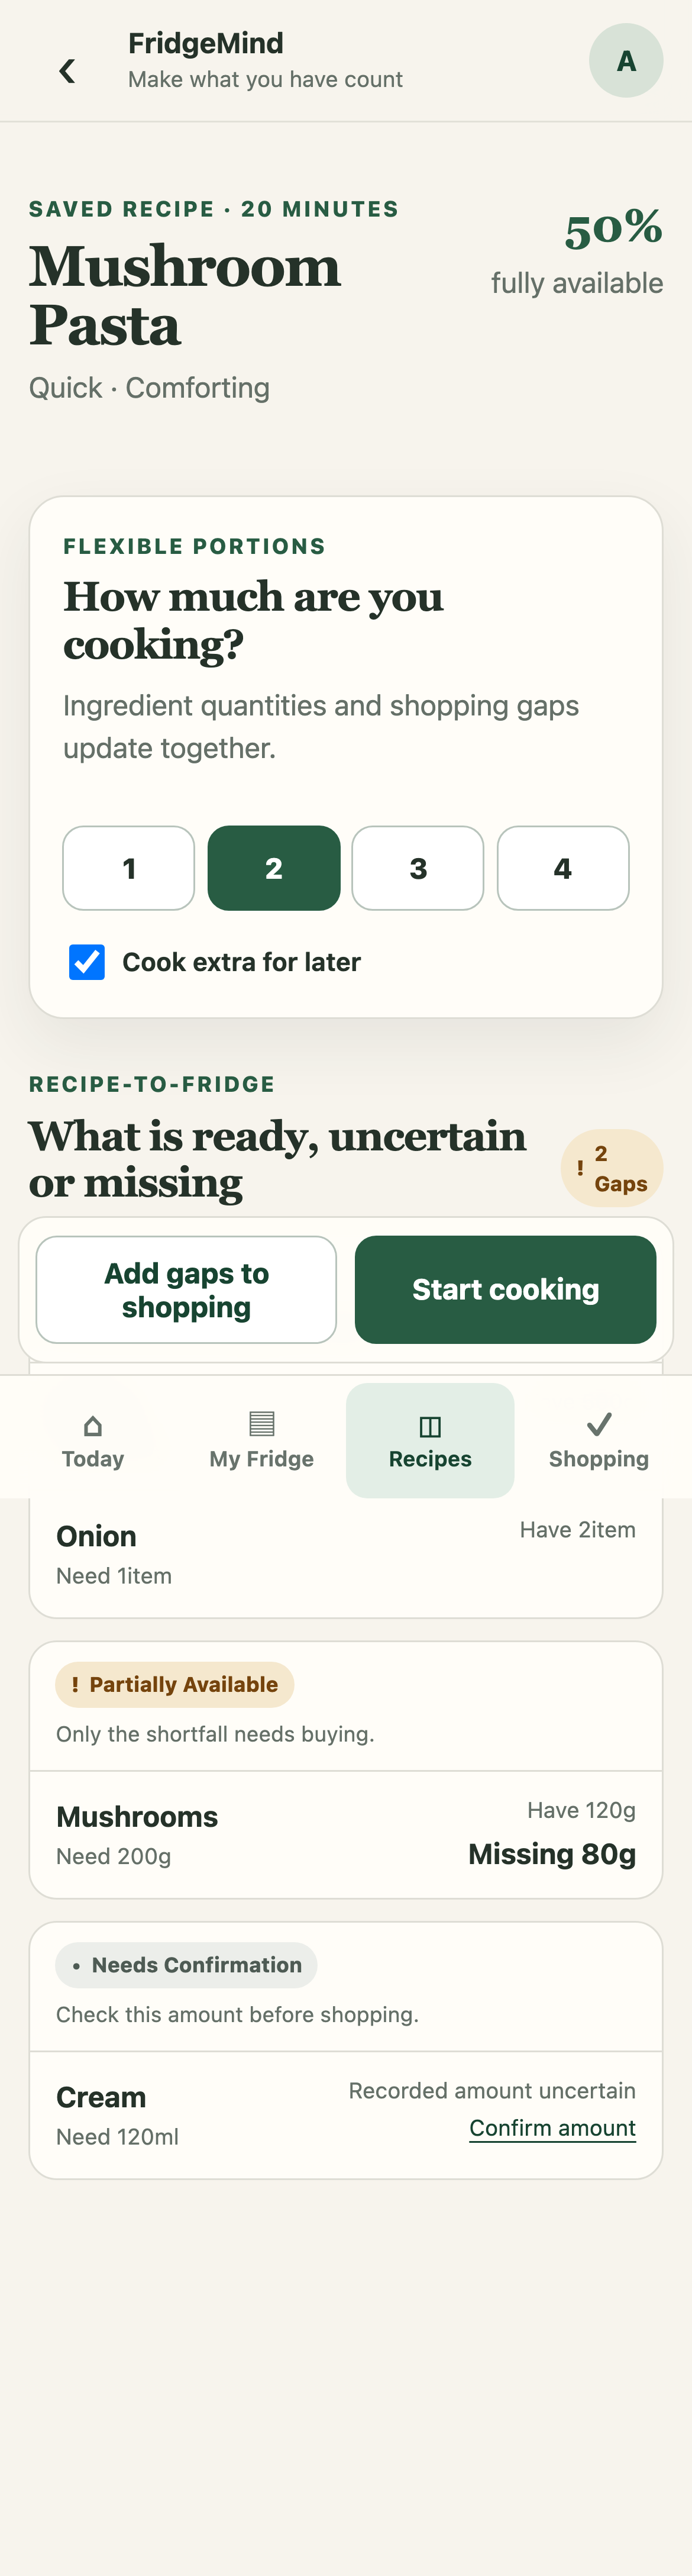 FridgeMind
Make what you have count
A
SAVED RECIPE · 20 MINUTES
Mushroom
Pasta
Quick · Comforting
50%
fully available
FLEXIBLE PORTIONS
How much are you
cooking?
Ingredient quantities and shopping gaps
update together.
1
2
3
4
Cook extra for later
RECIPE-TO-FRIDGE
What is ready, uncertain
or missing
! 2
Gaps
Add gaps to
shopping
Start cooking
Today
My Fridge
Recipes
Shopping
Onion
Need 1item
Have 2item
! Partially Available
Only the shortfall needs buying.
Mushrooms
Need 200g
Have 120g
Missing 80g
• Needs Confirmation
Check this amount before shopping.
Cream
Need 120ml
Recorded amount uncertain
Confirm amount